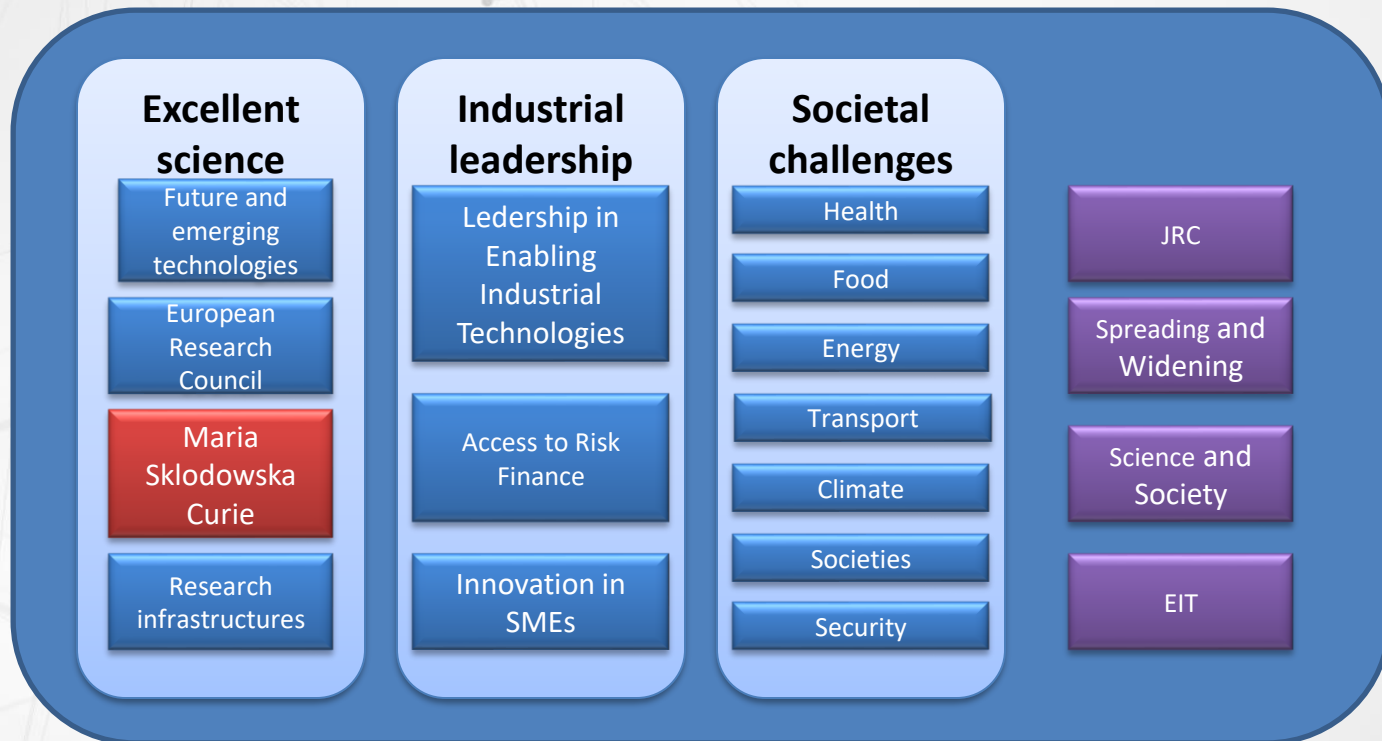 Excellent
science
Future and
emerging
technologies
European
Research
Council
Maria
Sklodowska
Curie
Research
infrastructures
Industrial
leadership
Ledership in
Enabling
Industrial
Technologies
Access to Risk
Finance
Innovation in
SMEs
Societal
challenges
Health
Food
Energy
Transport
Climate
Societies
Security
JRC
Spreading and
Widening
Science and
Society
EIT